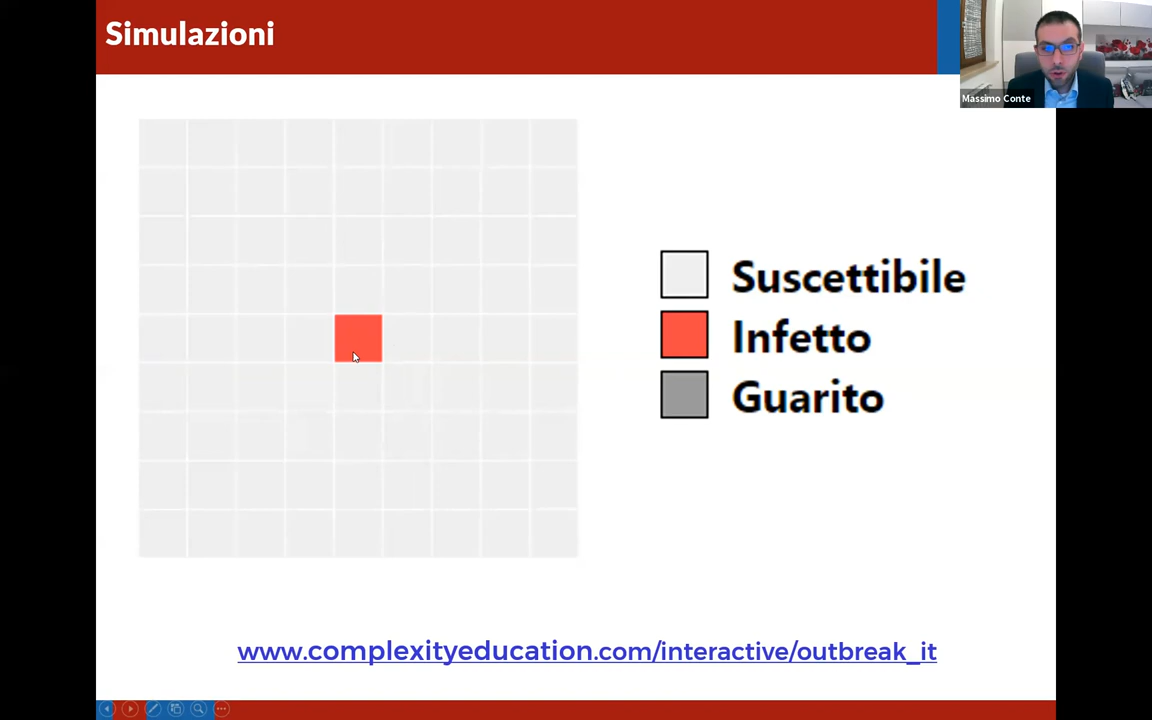 Simulazioni
Massimo Conte
Suscettibile
Infetto
Guarito
www.complexityeducation.com/interactive/outbreak_it